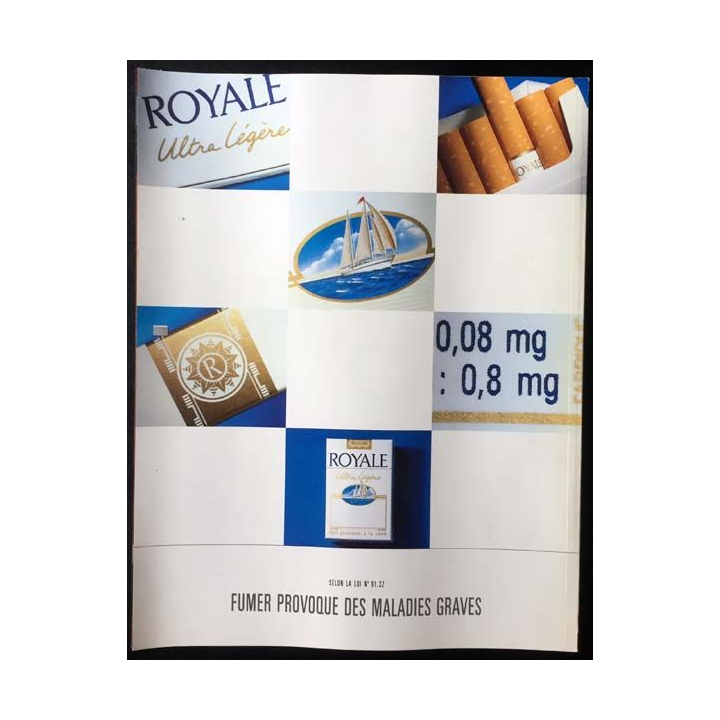 ROYALE
Ultra Légère
ROYALE
R
0,08 mg
: 0,8 mg
ROYALE
Ultra Légère
SELON LA LOI N° 91.32
FUMER PROVOQUE DES MALADIES GRAVES